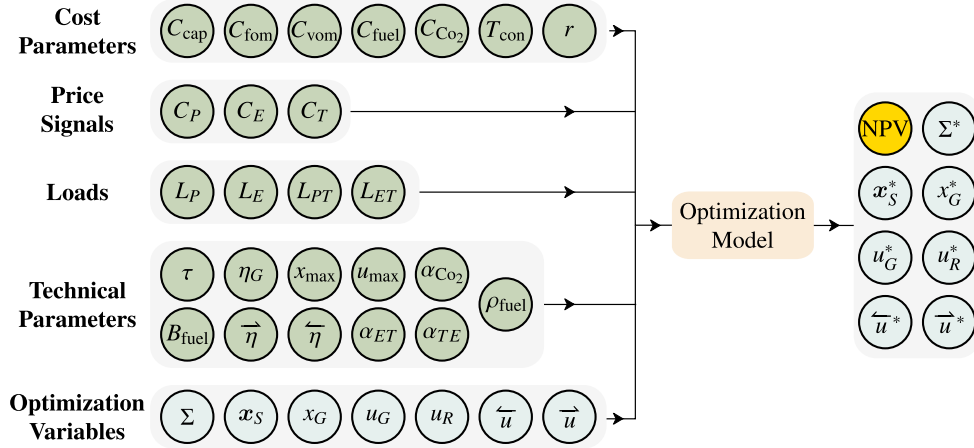 Cost
Parameters
C_cap C_fom C_vom C_fuel C_Co₂ T_con r
Price
Signals
C_P C_E C_T
Loads
L_P L_E L_PT L_ET
Technical
Parameters
τ η_G x_max u_max α_Co₂
ρ_fuel
B_fuel η⃗ η⃖ α_ET α_TE
Optimization
Variables
Σ 𝒙_S x_G u_G u_R u⃖ u⃗
Optimization
Model
NPV Σ*
𝒙*_S x*_G
u*_G u*_R
u⃖* u⃗*